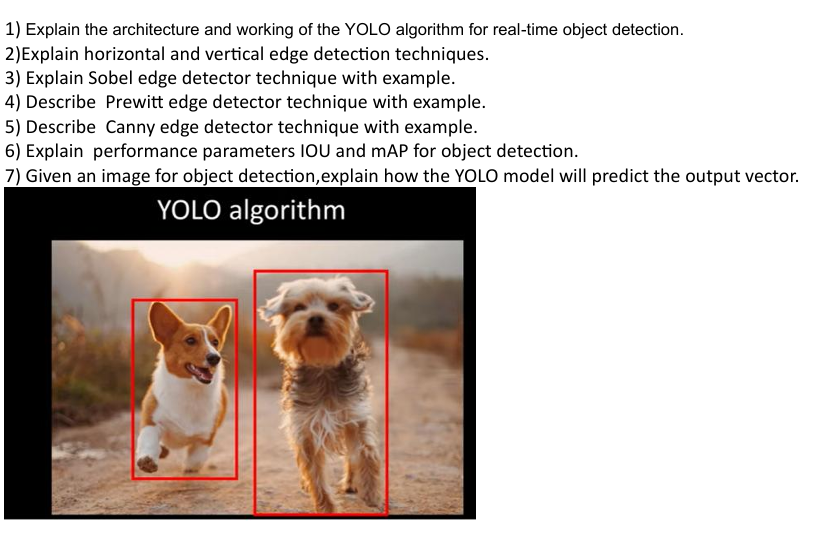 1) Explain the architecture and working of the YOLO algorithm for real-time object detection.
2)Explain horizontal and vertical edge detection techniques.
3) Explain Sobel edge detector technique with example.
4) Describe  Prewitt edge detector technique with example.
5) Describe  Canny edge detector technique with example.
6) Explain  performance parameters IOU and mAP for object detection.
7) Given an image for object detection,explain how the YOLO model will predict the output vector.
YOLO algorithm